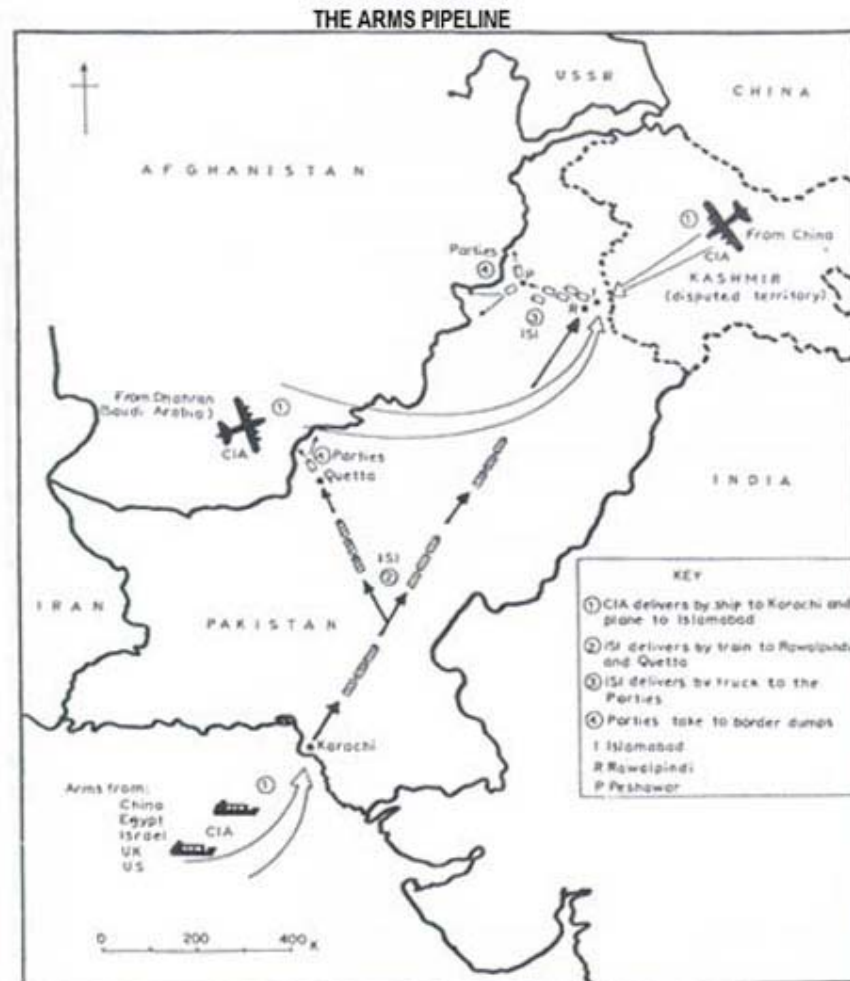 THE ARMS PIPELINE
USSR
CHINA
AFGHANISTAN
①
From China
CIA
Parties
④
P
KASHMIR
(disputed territory)
I
R
③
ISI
From Dhahran
(Saudi Arabia)
①
CIA
④ Parties
Quetta
INDIA
ISI
②
IRAN
PAKISTAN
KEY
① CIA delivers by ship to Karachi and
plane to Islamabad
② ISI delivers by train to Rawalpindi
and Quetta
③ ISI delivers by truck to the
Parties
④ Parties take to border dumps
I Islamabad
R Rawalpindi
P Peshawar
Karachi
Arms from:
①
China
Egypt
Israel
CIA
UK
US
0 200 400 K